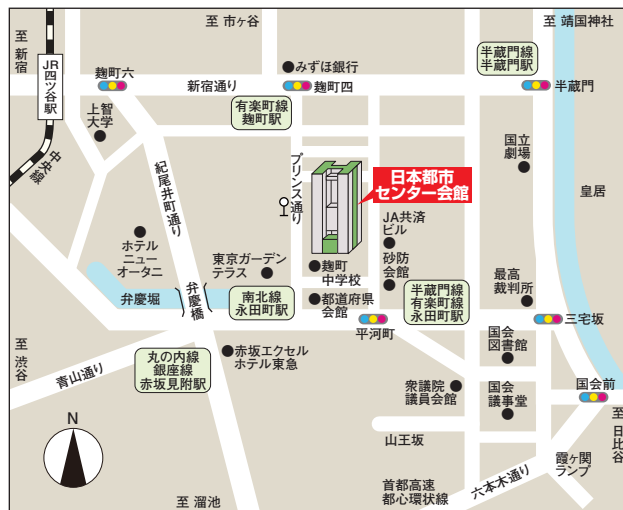 至 市ヶ谷
至 靖国神社
至 新宿
JR四ツ谷駅
みずほ銀行
半蔵門線
半蔵門駅
麹町六
新宿通り
麹町四
半蔵門
上智
大学
有楽町線
麹町駅
国立
劇場
中央線
プリンス通り
日本都市
センター会館
紀尾井町通り
皇居
JA共済
ビル
ホテル
ニュー
オータニ
東京ガーデン
テラス
麹町
中学校
砂防
会館
最高
裁判所
弁慶堀
弁慶橋
南北線
永田町駅
都道府県
会館
半蔵門線
有楽町線
永田町駅
平河町
三宅坂
至 渋谷
青山通り
丸の内線
銀座線
赤坂見附駅
赤坂エクセル
ホテル東急
国会
図書館
衆議院
議員会館
国会
議事堂
国会前
N
山王坂
至 日比谷
霞ヶ関
ランプ
首都高速
都心環状線
六本木通り
至 溜池